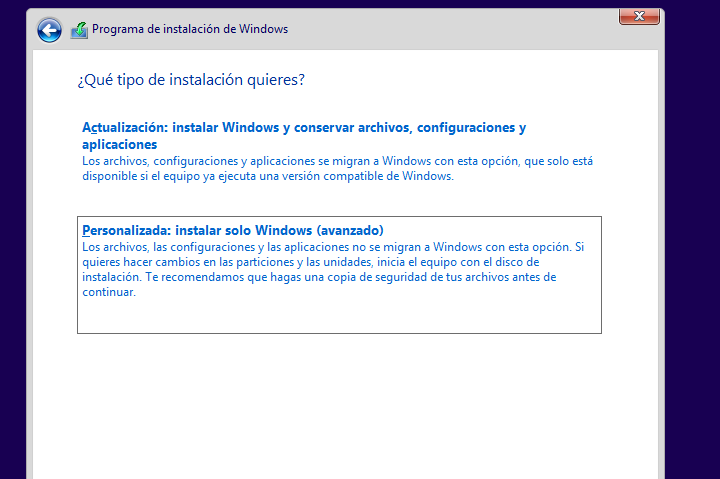 Programa de instalación de Windows
¿Qué tipo de instalación quieres?
Actualización: instalar Windows y conservar archivos, configuraciones y
aplicaciones
Los archivos, configuraciones y aplicaciones se migran a Windows con esta opción, que solo está
disponible si el equipo ya ejecuta una versión compatible de Windows.
Personalizada: instalar solo Windows (avanzado)
Los archivos, las configuraciones y las aplicaciones no se migran a Windows con esta opción. Si
quieres hacer cambios en las particiones y las unidades, inicia el equipo con el disco de
instalación. Te recomendamos que hagas una copia de seguridad de tus archivos antes de
continuar.